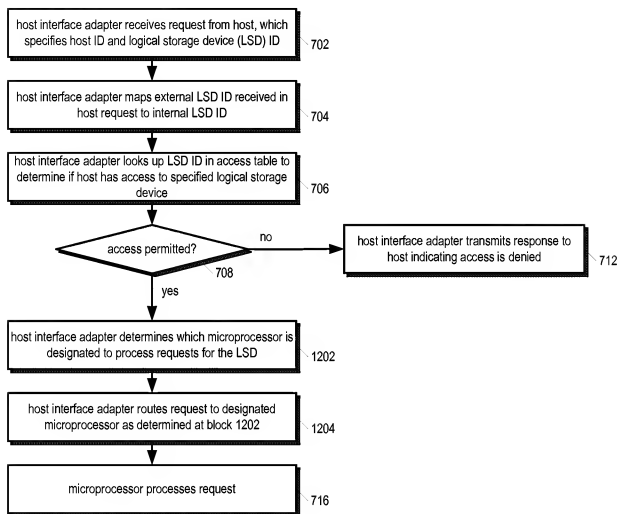 host interface adapter receives request from host, which
specifies host ID and logical storage device (LSD) ID
702
host interface adapter maps external LSD ID received in
host request to internal LSD ID
704
host interface adapter looks up LSD ID in access table to
determine if host has access to specified logical storage
device
706
access permitted?
708
no
host interface adapter transmits response to
host indicating access is denied
712
yes
host interface adapter determines which microprocessor is
designated to process requests for the LSD
1202
host interface adapter routes request to designated
microprocessor as determined at block 1202
1204
microprocessor processes request
716